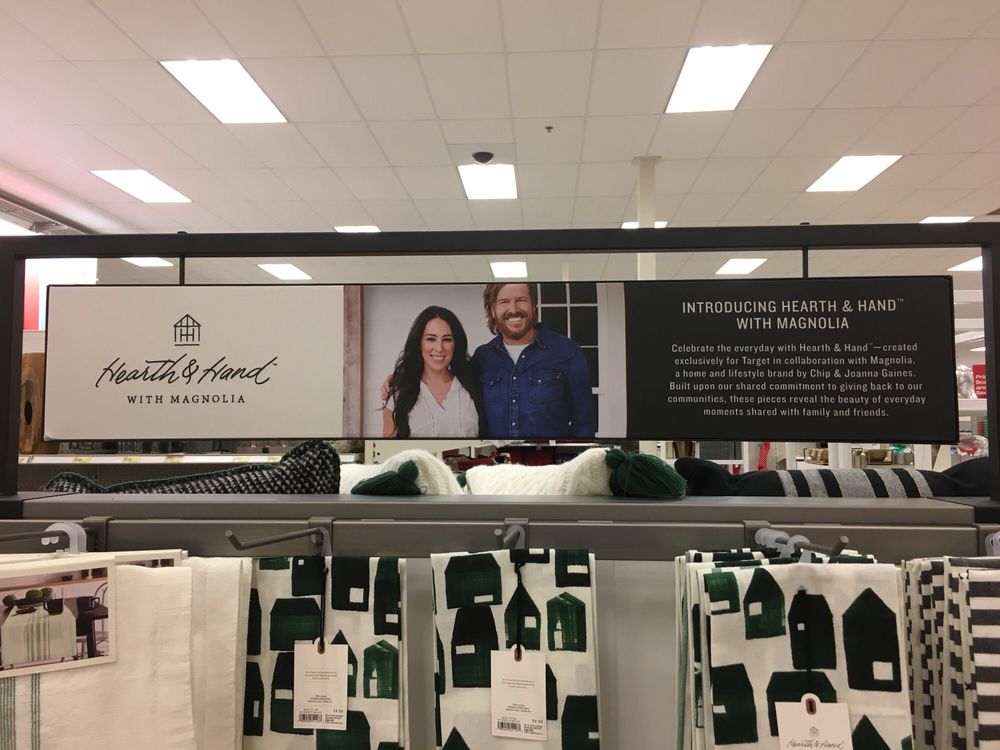 Hearth & Hand™
WITH MAGNOLIA
INTRODUCING HEARTH & HAND™
WITH MAGNOLIA
Celebrate the everyday with Hearth & Hand™—created
exclusively for Target in collaboration with Magnolia,
a home and lifestyle brand by Chip & Joanna Gaines.
Built upon our shared commitment to giving back to our
communities, these pieces reveal the beauty of everyday
moments shared with family and friends.
Hearth & Hand